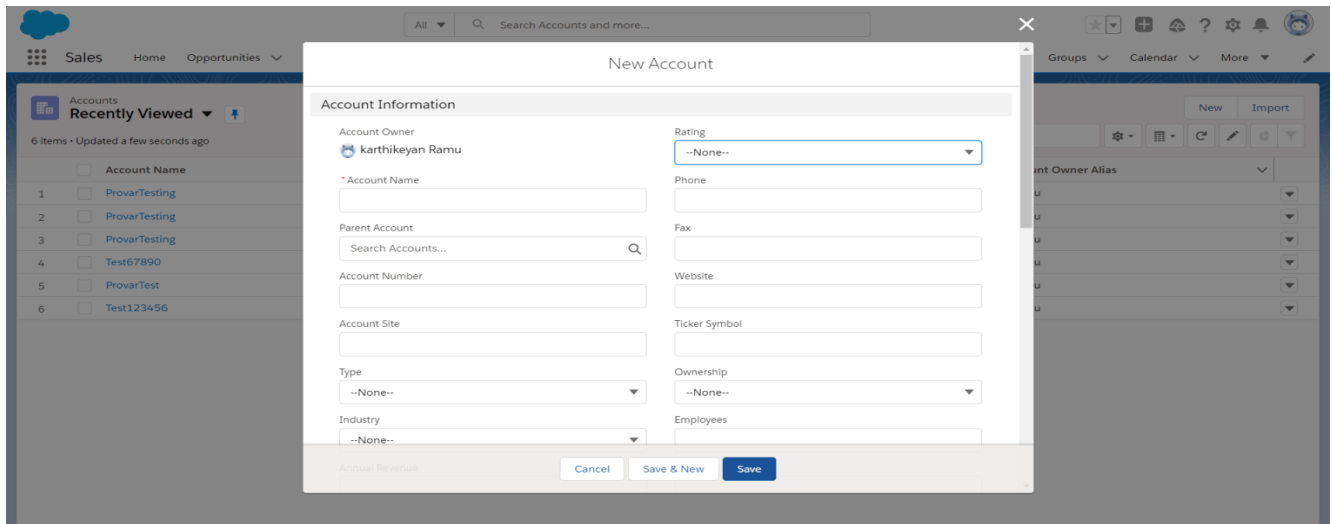 All Search Accounts and more...
Sales Home Opportunities Groups Calendar More
New Account
Accounts
Recently Viewed
New Import
6 items • Updated a few seconds ago
Account Information
Account Owner Rating
karthikeyan Ramu --None--
Account Name nt Owner Alias
* Account Name Phone
1 ProvarTesting u
2 ProvarTesting u
Parent Account Fax
3 ProvarTesting u
Search Accounts...
4 Test67890 u
Account Number Website
5 ProvarTest u
6 Test123456 u
Account Site Ticker Symbol
Type Ownership
--None-- --None--
Industry Employees
--None--
Annual Revenue
Cancel Save & New Save